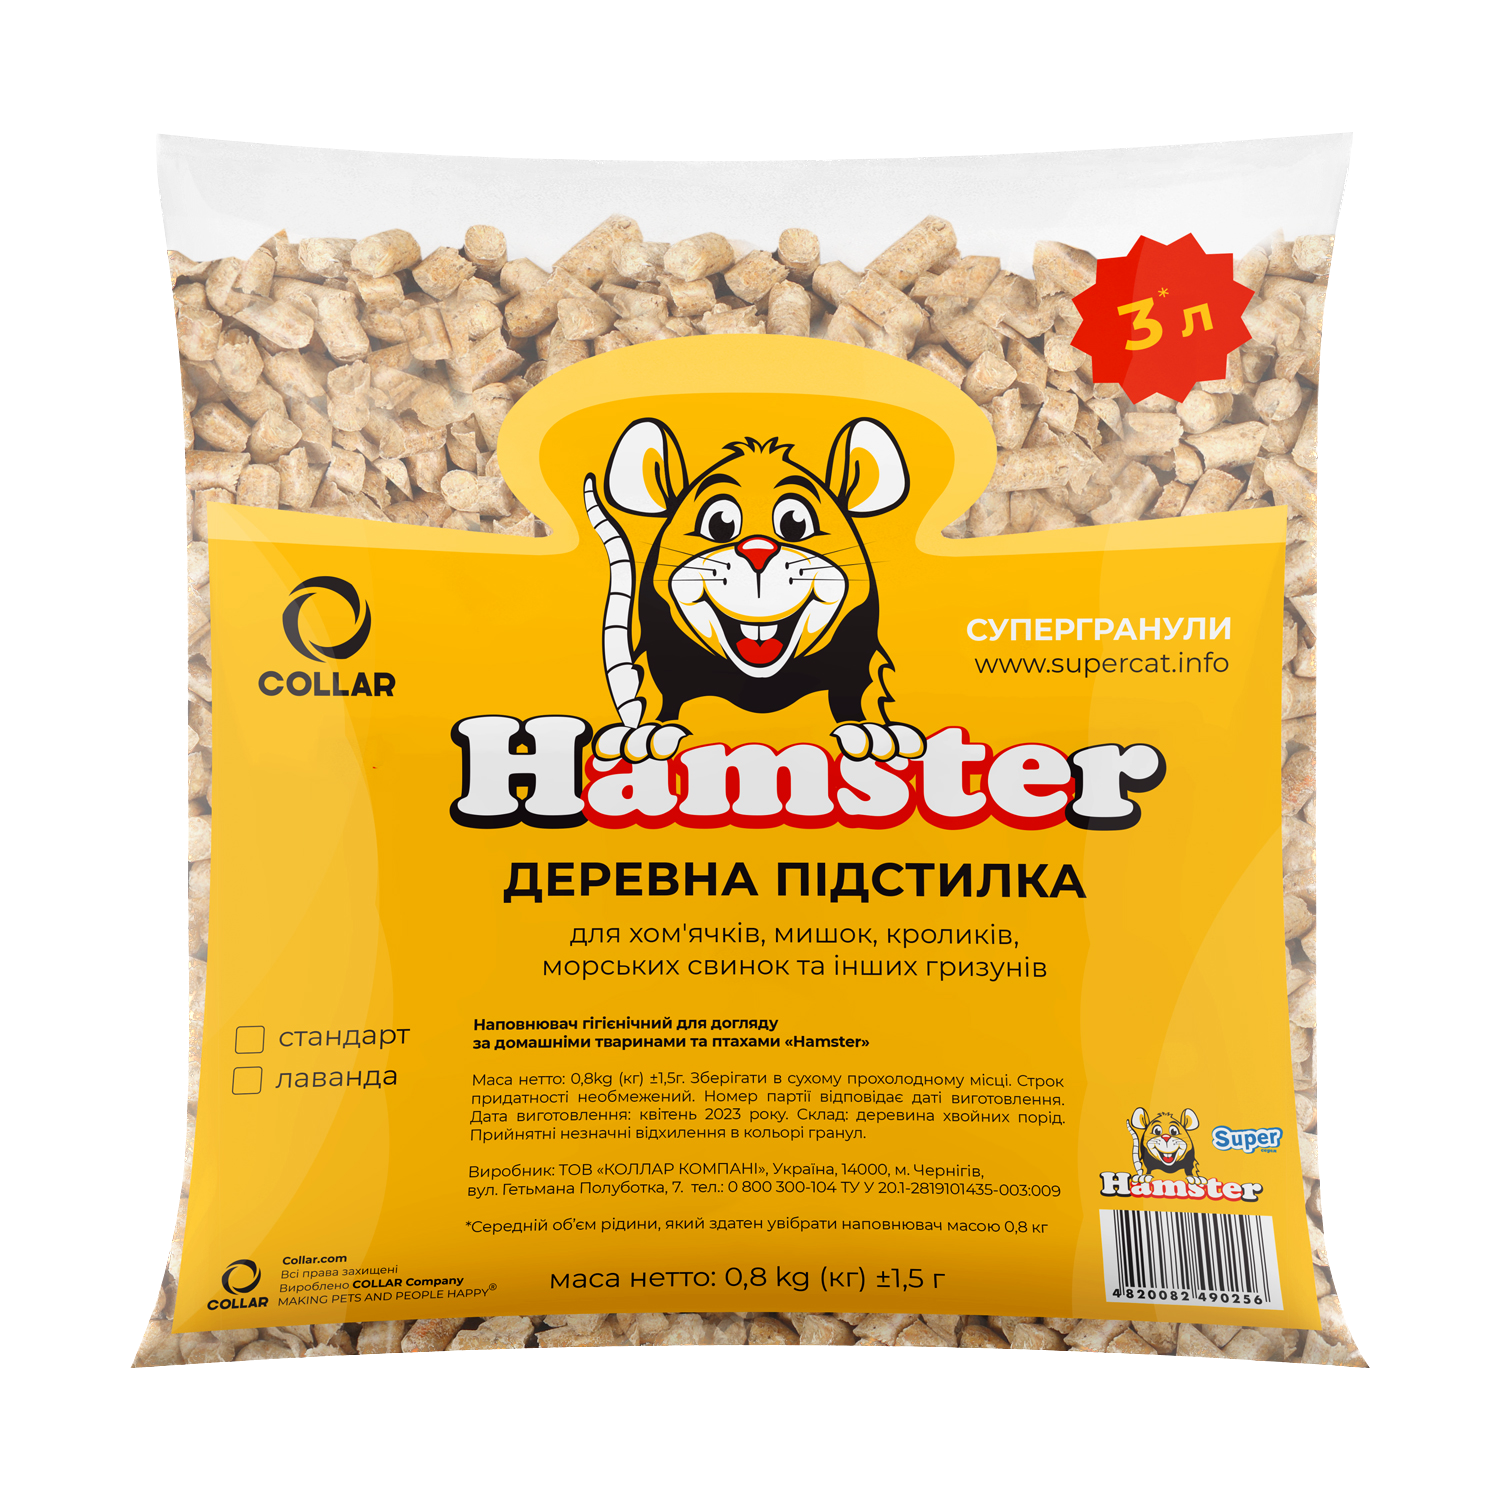 3* л
COLLAR
СУПЕРГРАНУЛИ
www.supercat.info
Hamster
ДЕРЕВНА ПІДСТИЛКА
для хом'ячків, мишок, кроликів,
морських свинок та інших гризунів
стандарт
лаванда
Наповнювач гігієнічний для догляду
за домашніми тваринами та птахами «Hamster»
Маса нетто: 0,8kg (кг) ±1,5г. Зберігати в сухому прохолодному місці. Строк
придатності необмежений. Номер партії відповідає даті виготовлення.
Дата виготовлення: квітень 2023 року. Склад: деревина хвойних порід.
Прийнятні незначні відхилення в кольорі гранул.
Виробник: ТОВ «КОЛЛАР КОМПАНІ», Україна, 14000, м. Чернігів,
вул. Гетьмана Полуботка, 7. тел.: 0 800 300-104 ТУ У 20.1-2819101435-003:009
*Середній об’єм рідини, який здатен увібрати наповнювач масою 0,8 кг
маса нетто: 0,8 kg (кг) ±1,5 г
COLLAR
Collar.com
Всі права захищені
Вироблено COLLAR Company
MAKING PETS AND PEOPLE HAPPY®
Super
Hamster
4 820082 490256